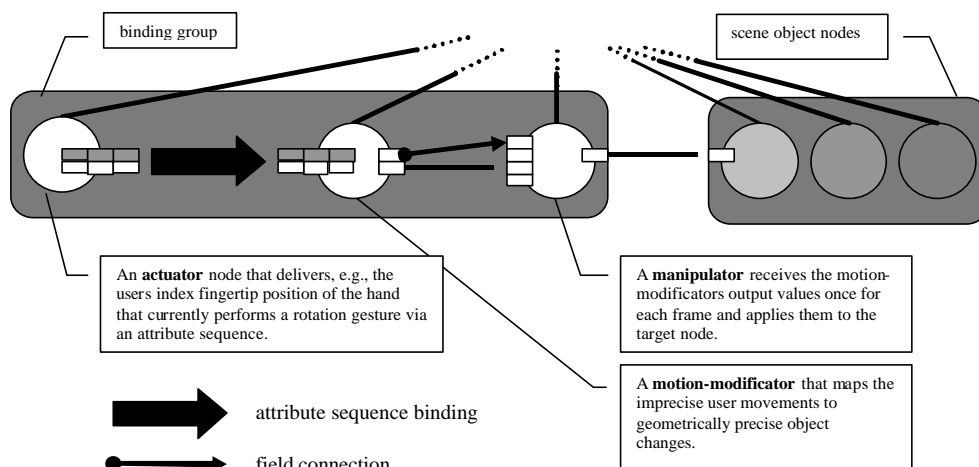 binding group
scene object nodes
An actuator node that delivers, e.g., the
users index fingertip position of the hand
that currently performs a rotation gesture via
an attribute sequence.
A manipulator receives the motion-
modificators output values once for
each frame and applies them to the
target node.
A motion-modificator that maps the
imprecise user movements to
geometrically precise object
changes.
attribute sequence binding
field connection